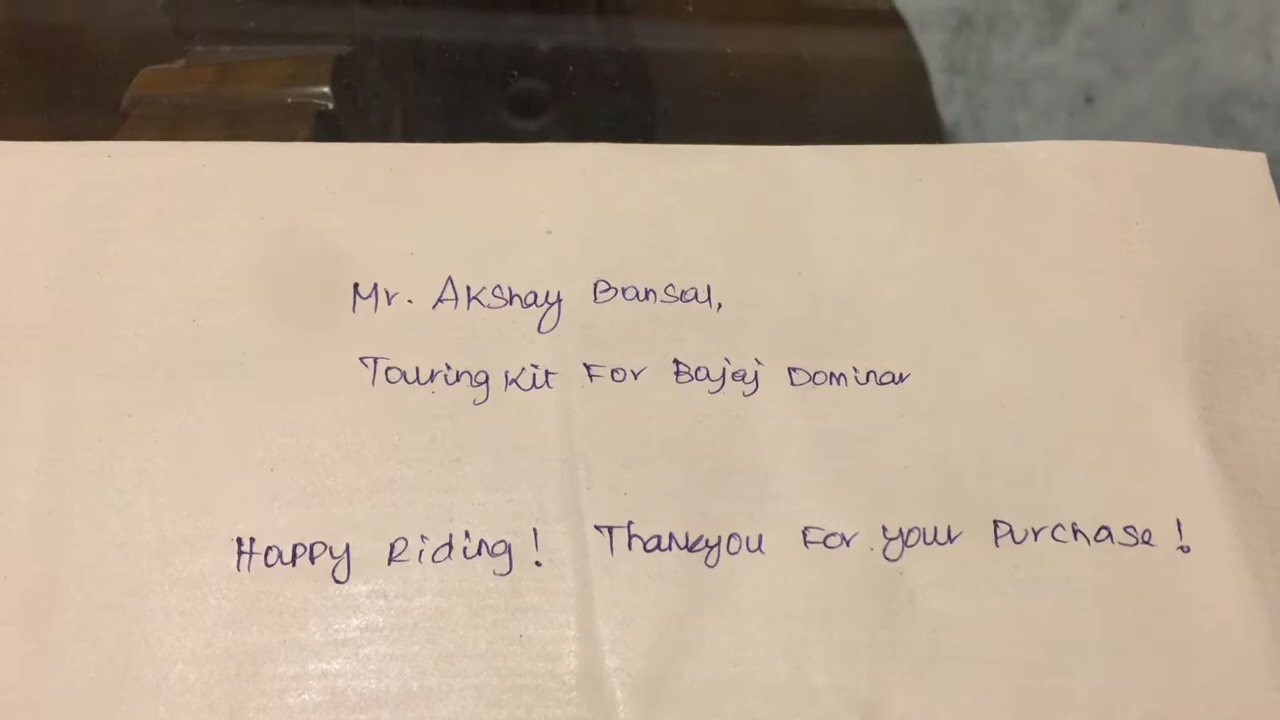 Mr. Akshay Bansal,
Touring Kit For Bajaj Dominar
Happy Riding! Thankyou For your Purchase!